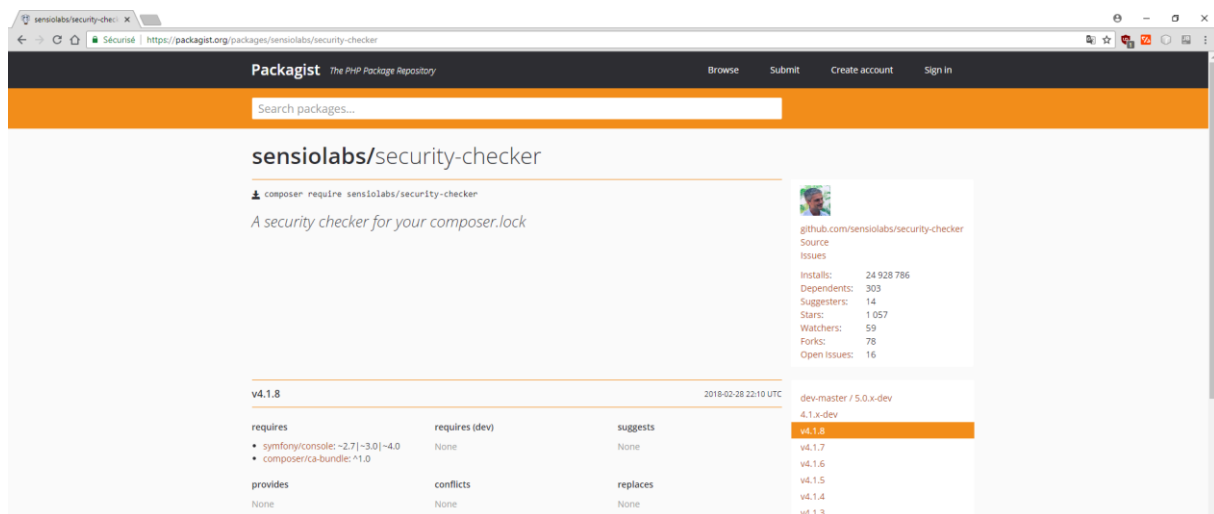 sensiolabs/security-checl
Sécurisé | https://packagist.org/packages/sensiolabs/security-checker
Packagist The PHP Package Repository Browse Submit Create account Sign in
Search packages...
sensiolabs/security-checker
composer require sensiolabs/security-checker
A security checker for your composer.lock
github.com/sensiolabs/security-checker
Source
Issues
Installs: 24 928 786
Dependents: 303
Suggesters: 14
Stars: 1 057
Watchers: 59
Forks: 78
Open Issues: 16
v4.1.8 2018-02-28 22:10 UTC
requires requires (dev) suggests
• symfony/console: ~2.7|~3.0|~4.0 None None
• composer/ca-bundle: ^1.0
provides conflicts replaces
None None None
dev-master / 5.0.x-dev
4.1.x-dev
v4.1.8
v4.1.7
v4.1.6
v4.1.5
v4.1.4
v4.1.3